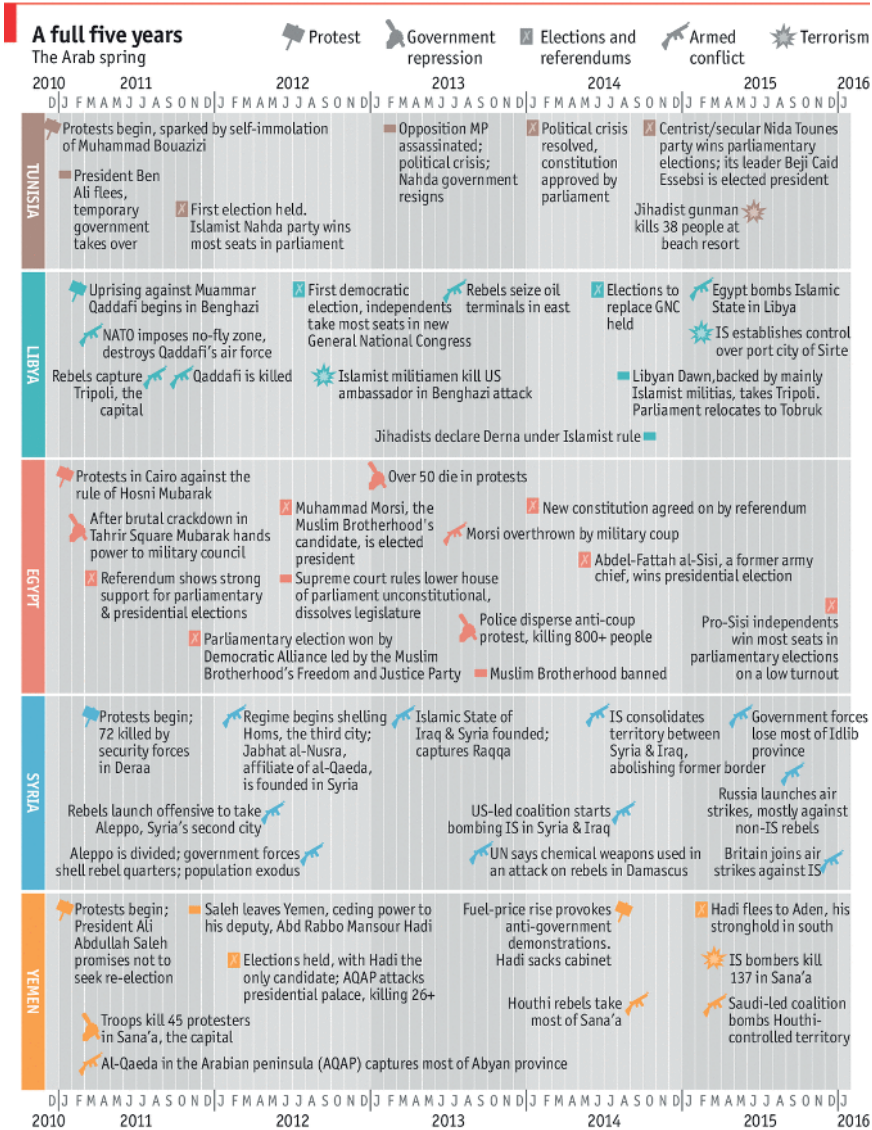 A full five years
The Arab spring
Protest
Government
repression
Elections and
referendums
Armed
conflict
Terrorism
2010 2011 2012 2013 2014 2015 2016
D J F M A M J J A S O N D J F M A M J J A S O N D J F M A M J J A S O N D J F M A M J J A S O N D J F M A M J J A S O N D J
TUNISIA
Protests begin, sparked by self-immolation
of Muhammad Bouazizi
President Ben
Ali flees,
temporary
government
takes over
First election held.
Islamist Nahda party wins
most seats in parliament
Opposition MP
assassinated;
political crisis;
Nahda government
resigns
Political crisis
resolved,
constitution
approved by
parliament
Centrist/secular Nida Tounes
party wins parliamentary
elections; its leader Beji Caid
Essebsi is elected president
Jihadist gunman
kills 38 people at
beach resort
LIBYA
Uprising against Muammar
Qaddafi begins in Benghazi
NATO imposes no-fly zone,
destroys Qaddafi's air force
Rebels capture
Tripoli, the
capital
Qaddafi is killed
First democratic
election, independents
take most seats in new
General National Congress
Islamist militiamen kill US
ambassador in Benghazi attack
Rebels seize oil
terminals in east
Elections to
replace GNC
held
Egypt bombs Islamic
State in Libya
IS establishes control
over port city of Sirte
Libyan Dawn,backed by mainly
Islamist militias, takes Tripoli.
Parliament relocates to Tobruk
Jihadists declare Derna under Islamist rule
EGYPT
Protests in Cairo against the
rule of Hosni Mubarak
After brutal crackdown in
Tahrir Square Mubarak hands
power to military council
Referendum shows strong
support for parliamentary
& presidential elections
Parliamentary election won by
Democratic Alliance led by the Muslim
Brotherhood's Freedom and Justice Party
Muhammad Morsi, the
Muslim Brotherhood's
candidate, is elected
president
Supreme court rules lower house
of parliament unconstitutional,
dissolves legislature
Over 50 die in protests
Morsi overthrown by military coup
Police disperse anti-coup
protest, killing 800+ people
Muslim Brotherhood banned
New constitution agreed on by referendum
Abdel-Fattah al-Sisi, a former army
chief, wins presidential election
Pro-Sisi independents
win most seats in
parliamentary elections
on a low turnout
SYRIA
Protests begin;
72 killed by
security forces
in Deraa
Regime begins shelling
Homs, the third city;
Jabhat al-Nusra,
affiliate of al-Qaeda,
is founded in Syria
Rebels launch offensive to take
Aleppo, Syria's second city
Aleppo is divided; government forces
shell rebel quarters; population exodus
Islamic State of
Iraq & Syria founded;
captures Raqqa
IS consolidates
territory between
Syria & Iraq,
abolishing former border
US-led coalition starts
bombing IS in Syria & Iraq
UN says chemical weapons used in
an attack on rebels in Damascus
Government forces
lose most of Idlib
province
Russia launches air
strikes, mostly against
non-IS rebels
Britain joins air
strikes against IS
YEMEN
Protests begin;
President Ali
Abdullah Saleh
promises not to
seek re-election
Saleh leaves Yemen, ceding power to
his deputy, Abd Rabbo Mansour Hadi
Elections held, with Hadi the
only candidate; AQAP attacks
presidential palace, killing 26+
Troops kill 45 protesters
in Sana'a, the capital
Al-Qaeda in the Arabian peninsula (AQAP) captures most of Abyan province
Fuel-price rise provokes
anti-government
demonstrations.
Hadi sacks cabinet
Houthi rebels take
most of Sana'a
Hadi flees to Aden, his
stronghold in south
IS bombers kill
137 in Sana'a
Saudi-led coalition
bombs Houthi-
controlled territory
D J F M A M J J A S O N D J F M A M J J A S O N D J F M A M J J A S O N D J F M A M J J A S O N D J F M A M J J A S O N D J
2010 2011 2012 2013 2014 2015 2016